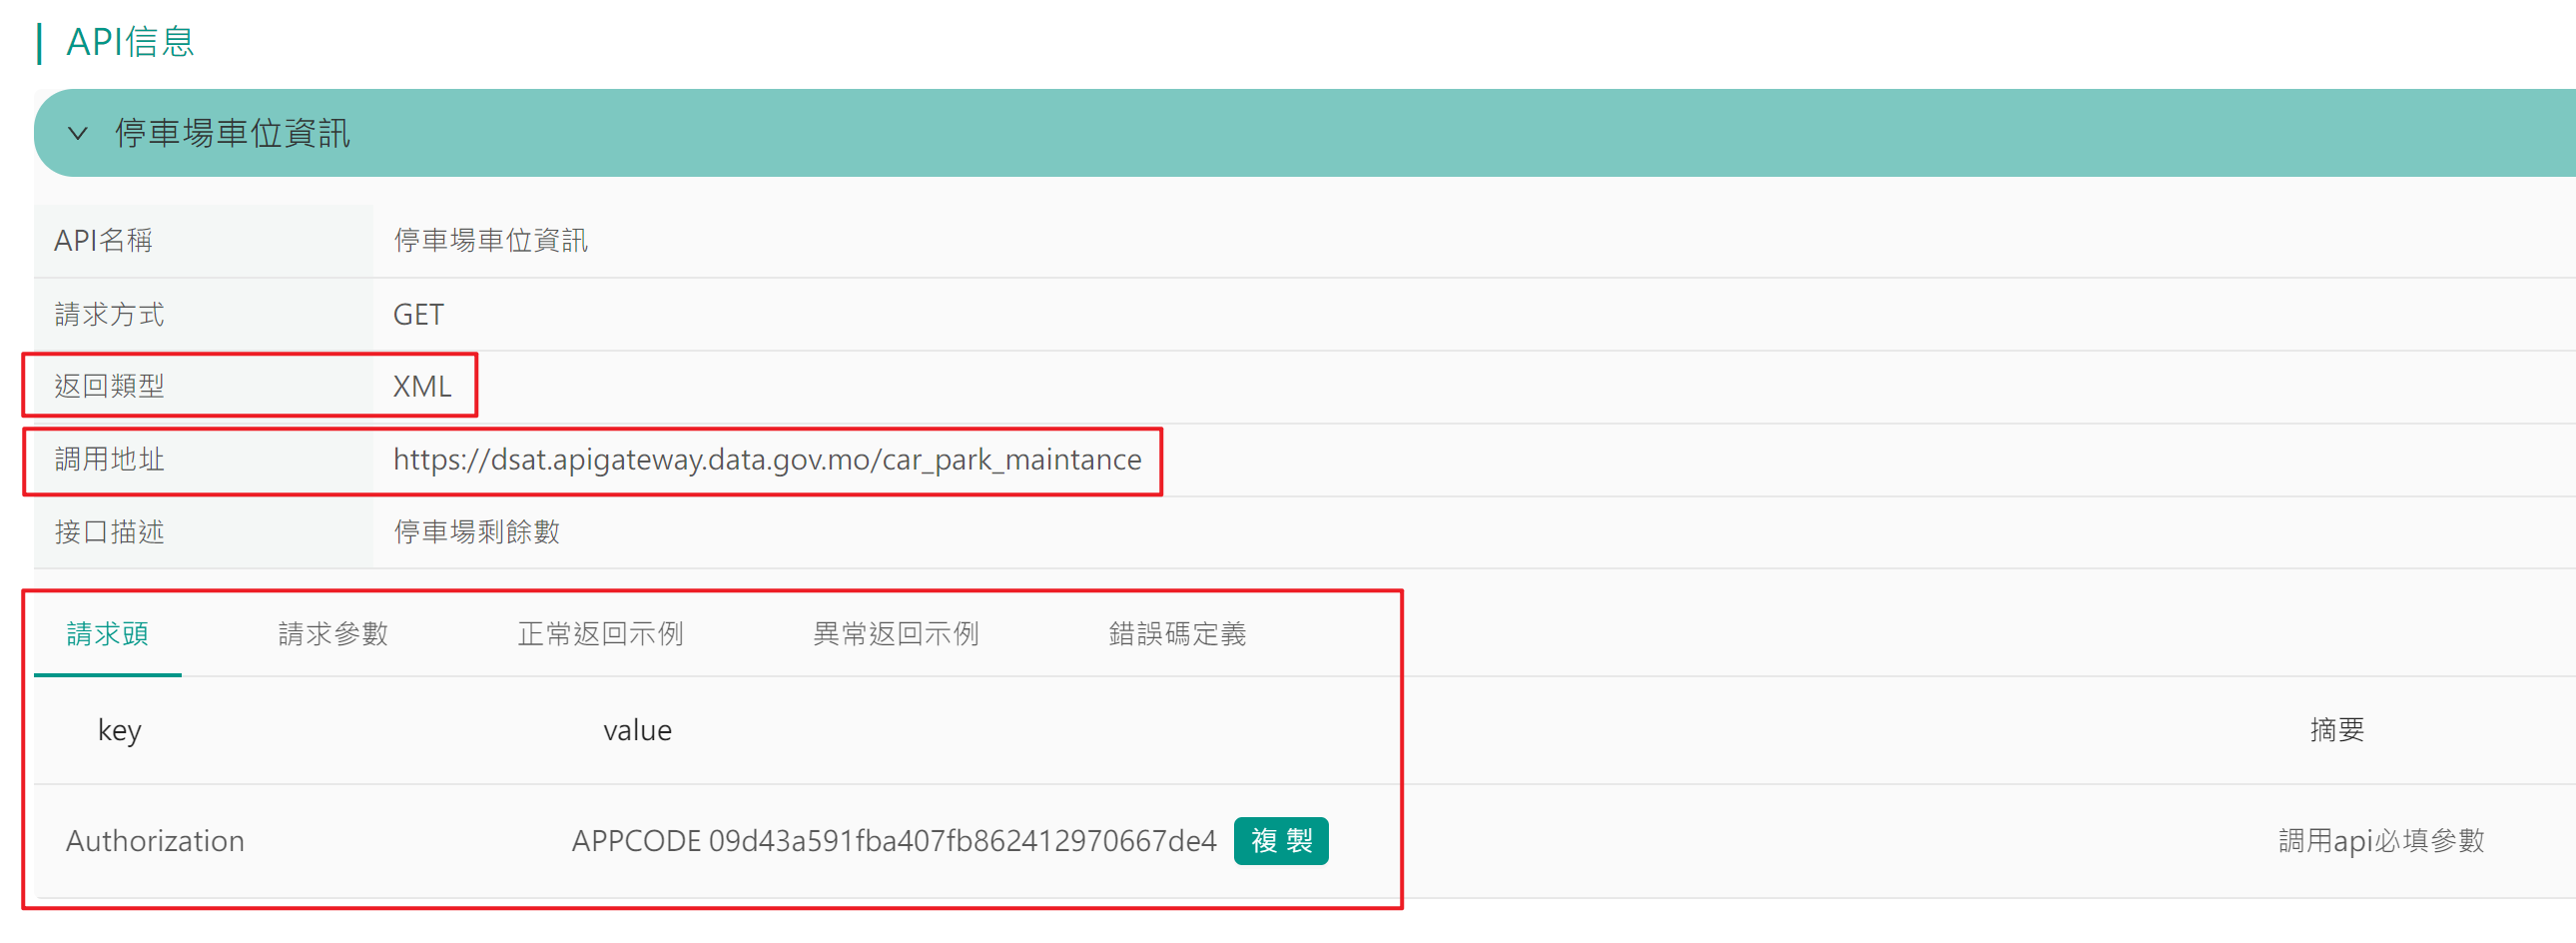 API信息
停車場車位資訊
API名稱 停車場車位資訊
請求方式 GET
返回類型 XML
調用地址 https://dsat.apigateway.data.gov.mo/car_park_maintance
接口描述 停車場剩餘數
請求頭 請求參數 正常返回示例 異常返回示例 錯誤碼定義
key value 摘要
Authorization APPCODE 09d43a591fba407fb862412970667de4 複製 調用api必填參數